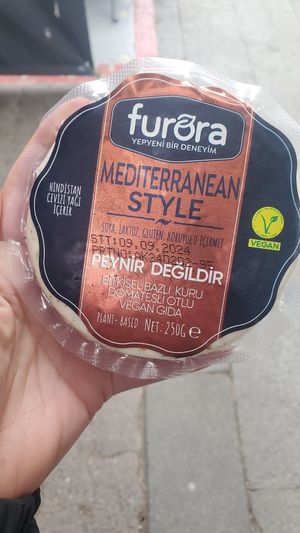 furora
YEPYENİ BİR DENEYİM
MEDITERRANEAN
STYLE
SOYA, LAKTOZ, GLUTEN, KORUYUCU İÇERMEZ
STT:09.09.2024
PEYNİR DEĞİLDİR
BİTKİSEL BAZLI KURU
DOMATESLİ OTLU
VEGAN GIDA
PLANT-BASED NET: 250G e
HİNDİSTAN
CEVİZİ YAĞI
İÇERİR
V
VEGAN